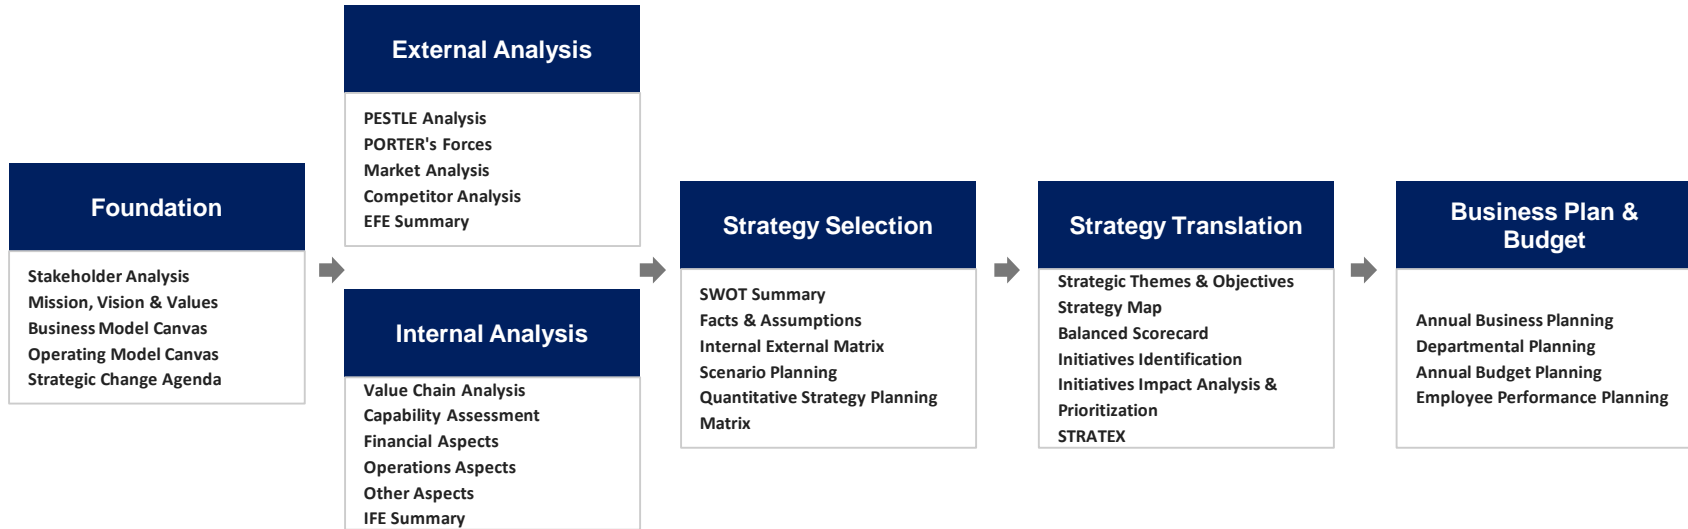 Foundation
Stakeholder Analysis
Mission, Vision & Values
Business Model Canvas
Operating Model Canvas
Strategic Change Agenda
External Analysis
PESTLE Analysis
PORTER's Forces
Market Analysis
Competitor Analysis
EFE Summary
Internal Analysis
Value Chain Analysis
Capability Assessment
Financial Aspects
Operations Aspects
Other Aspects
IFE Summary
Strategy Selection
SWOT Summary
Facts & Assumptions
Internal External Matrix
Scenario Planning
Quantitative Strategy Planning
Matrix
Strategy Translation
Strategic Themes & Objectives
Strategy Map
Balanced Scorecard
Initiatives Identification
Initiatives Impact Analysis &
Prioritization
STRATEX
Business Plan &
Budget
Annual Business Planning
Departmental Planning
Annual Budget Planning
Employee Performance Planning